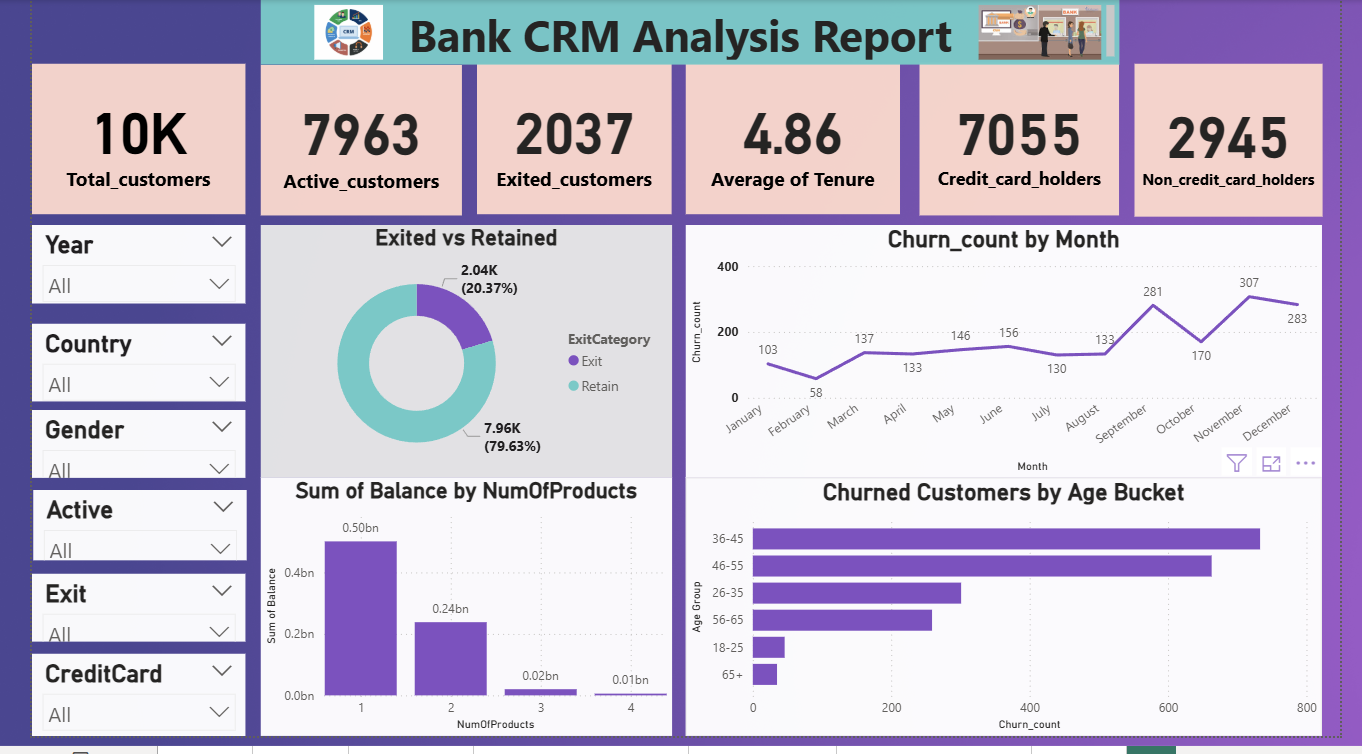 CRM
Bank CRM Analysis Report
BANK
10K
Total_customers
7963
Active_customers
2037
Exited_customers
4.86
Average of Tenure
7055
Credit_card_holders
2945
Non_credit_card_holders
Year
All
Country
All
Gender
All
Active
All
Exit
All
CreditCard
All
Exited vs Retained
2.04K
(20.37%)
7.96K
(79.63%)
ExitCategory
Exit
Retain
Churn_count by Month
Churn_count
400
200
0
103
58
137
133
146
156
130
133
281
170
307
283
January
February
March
April
May
June
July
August
September
October
November
December
Month
Sum of Balance by NumOfProducts
Sum of Balance
0.4bn
0.2bn
0.0bn
0.50bn
0.24bn
0.02bn
0.01bn
1
2
3
4
NumOfProducts
Churned Customers by Age Bucket
Age Group
36-45
46-55
26-35
56-65
18-25
65+
0
200
400
600
800
Churn_count